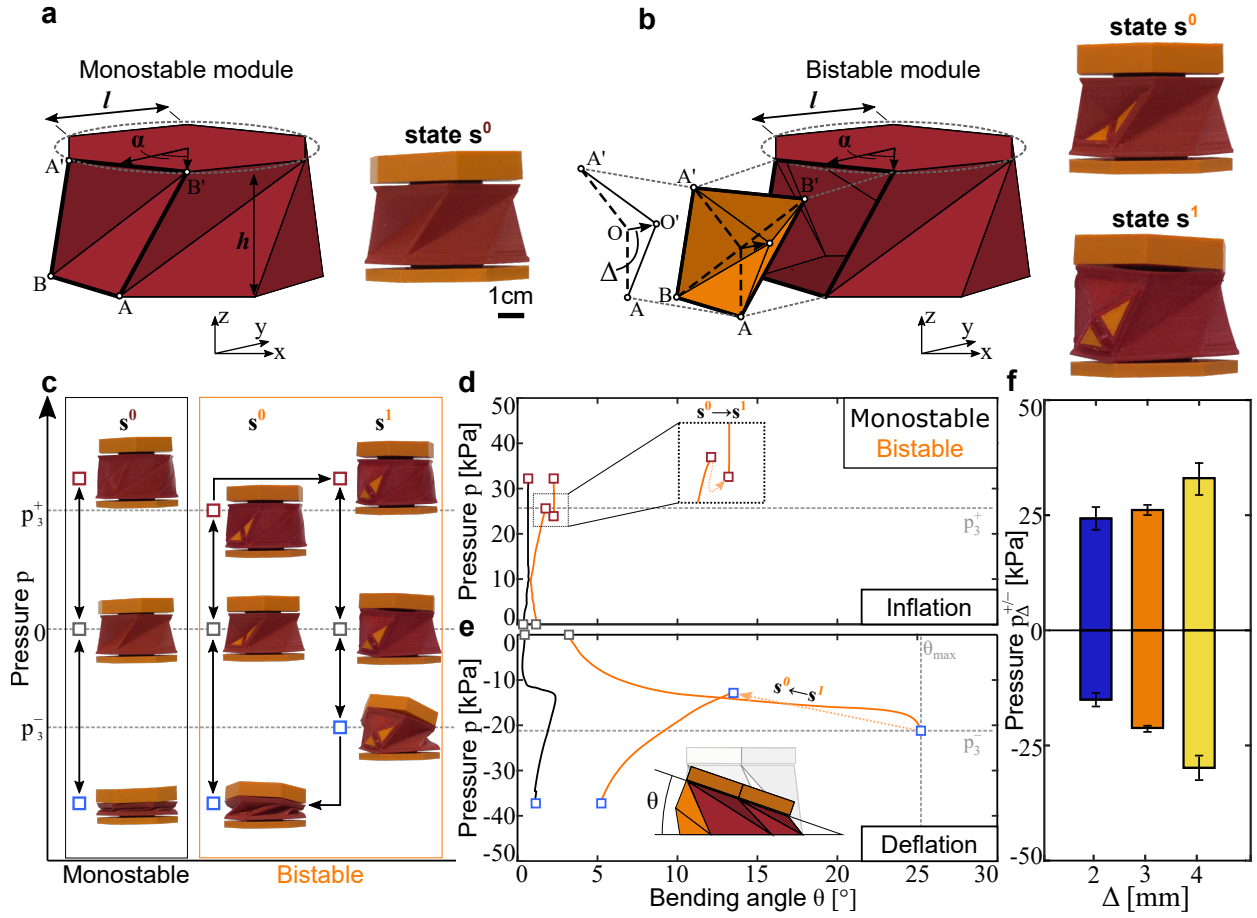 a
Monostable module
l
α
A'
B'
h
B
A
z
y
x
state s⁰
1cm
b
Bistable module
A'
O
O'
Δ
A
A'
B'
α
B
A
z
y
x
state s⁰
state s¹
c
Pressure p
s⁰
s⁰
s¹
p₃⁺
0
p₃⁻
Monostable
Bistable
d
Pressure p [kPa]
50
40
30
20
10
0
s⁰→s¹
Monostable
Bistable
p₃⁺
Inflation
e
Pressure p [kPa]
0
-10
-20
-30
-40
-50
θmax
s⁰←s¹
p₃⁻
θ
Deflation
0 5 10 15 20 25 30
Bending angle θ [°]
f
Pressure pΔ⁺/⁻ [kPa]
50
25
0
-25
-50
2 3 4
Δ [mm]